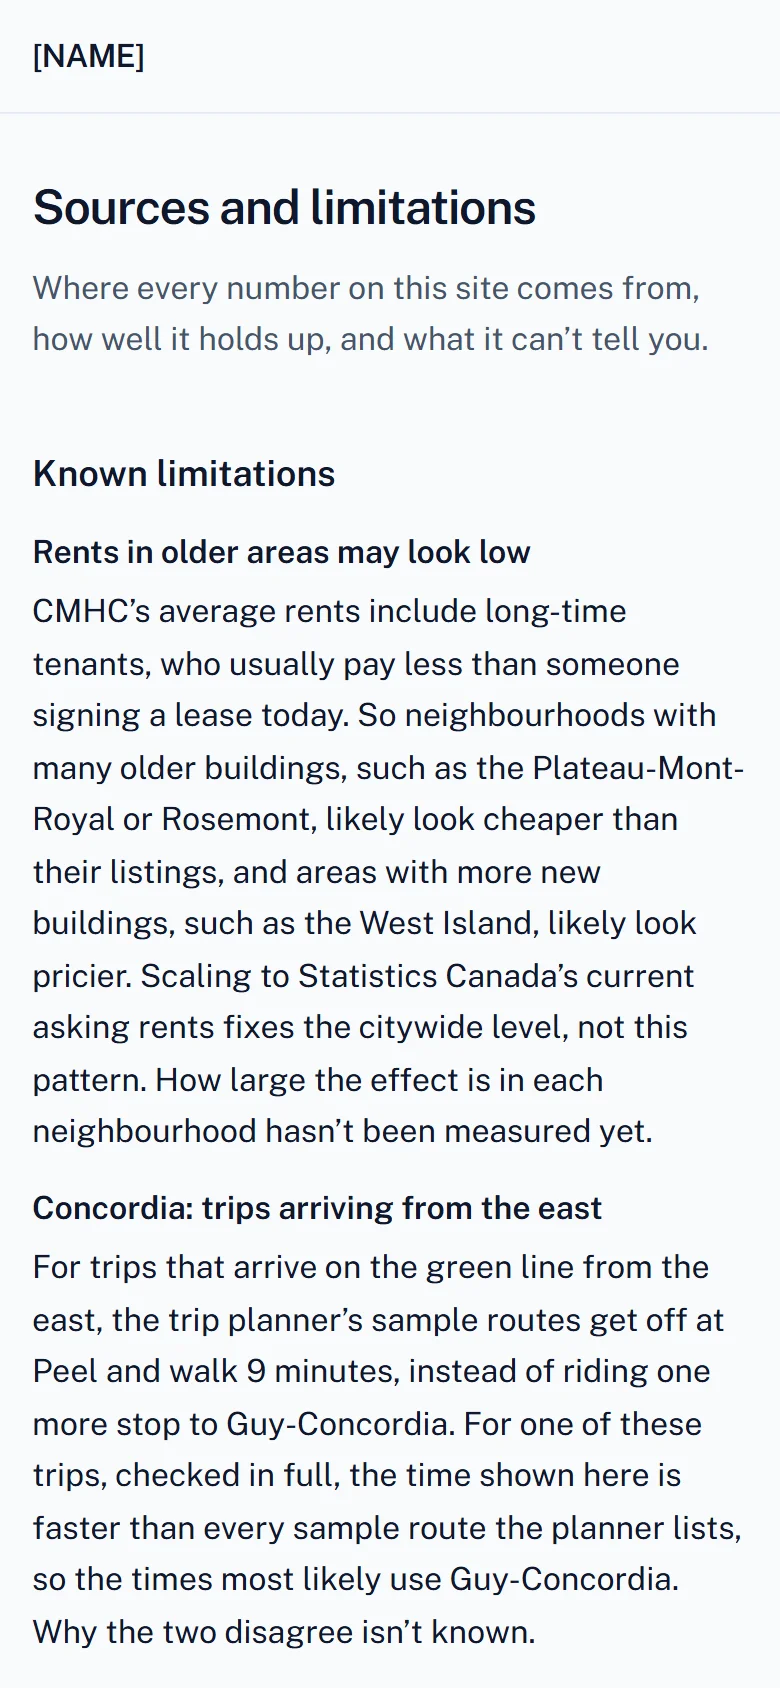 [NAME]
Sources and limitations
Where every number on this site comes from,
how well it holds up, and what it can’t tell you.
Known limitations
Rents in older areas may look low
CMHC’s average rents include long-time
tenants, who usually pay less than someone
signing a lease today. So neighbourhoods with
many older buildings, such as the Plateau-Mont-
Royal or Rosemont, likely look cheaper than
their listings, and areas with more new
buildings, such as the West Island, likely look
pricier. Scaling to Statistics Canada’s current
asking rents fixes the citywide level, not this
pattern. How large the effect is in each
neighbourhood hasn’t been measured yet.
Concordia: trips arriving from the east
For trips that arrive on the green line from the
east, the trip planner’s sample routes get off at
Peel and walk 9 minutes, instead of riding one
more stop to Guy-Concordia. For one of these
trips, checked in full, the time shown here is
faster than every sample route the planner lists,
so the times most likely use Guy-Concordia.
Why the two disagree isn’t known.